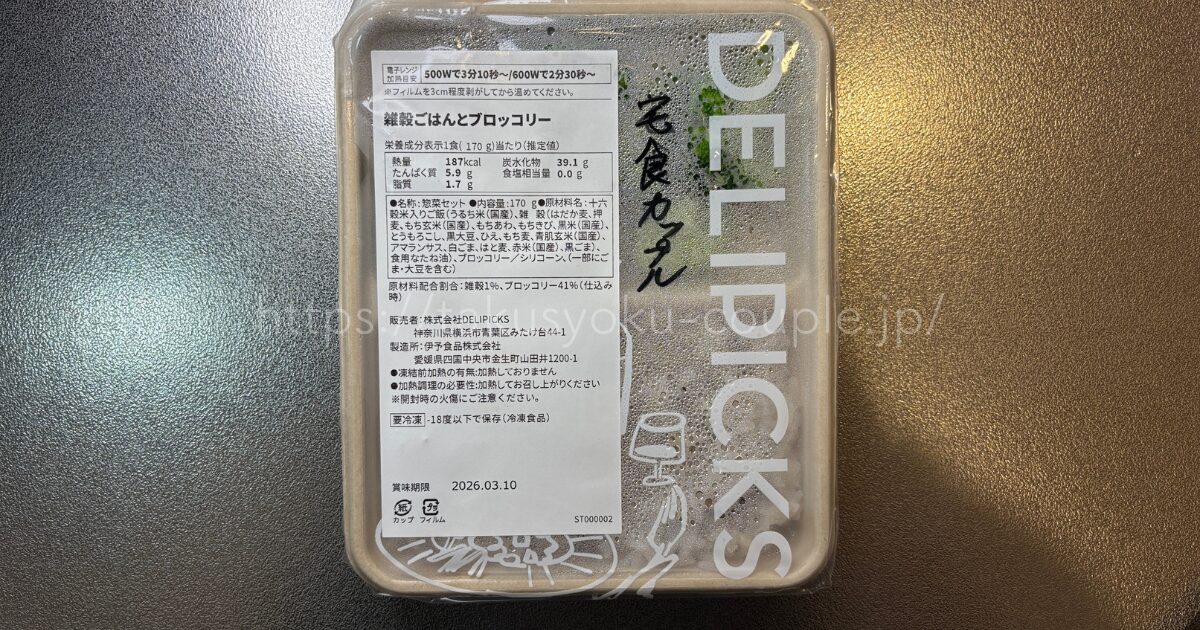 電子レンジ
加熱目安
500Wで3分10秒〜/600Wで2分30秒〜
※フィルムを3cm程度剥がしてから温めてください。
雑穀ごはんとブロッコリー
栄養成分表示1食( 170 g)当たり(推定値)
熱量 187kcal 炭水化物 39.1 g
たんぱく質 5.9 g 食塩相当量 0.0 g
脂質 1.7 g
●名称:惣菜セット ●内容量:170 g●原材料名:十六
穀米入りご飯(うるち米(国産)、雑 穀(はだか麦、押
麦、もち玄米(国産)、もちあわ、もちきび、黒米(国産)、
とうもろこし、黒大豆、ひえ、もち麦、青肌玄米(国産)、
アマランサス、白ごま、はと麦、赤米(国産)、黒ごま)、
食用なたね油)、ブロッコリー/シリコーン、(一部にご
ま・大豆を含む)
原材料配合割合:雑穀1%、ブロッコリー41%(仕込み
時)
販売者:株式会社DELIPICKS
神奈川県横浜市青葉区みたけ台44-1
製造所:伊予食品株式会社
愛媛県四国中央市金生町山田井1200-1
●凍結前加熱の有無:加熱しておりません
●加熱調理の必要性:加熱してお召し上がりください
※開封時の火傷にご注意ください。
要冷凍 -18度以下で保存(冷凍食品)
賞味期限 2026.03.10
紙 プラ
カップ フィルム
ST000002
宅食カップル
DELIPICKS
https://takusyoku-couple.jp/